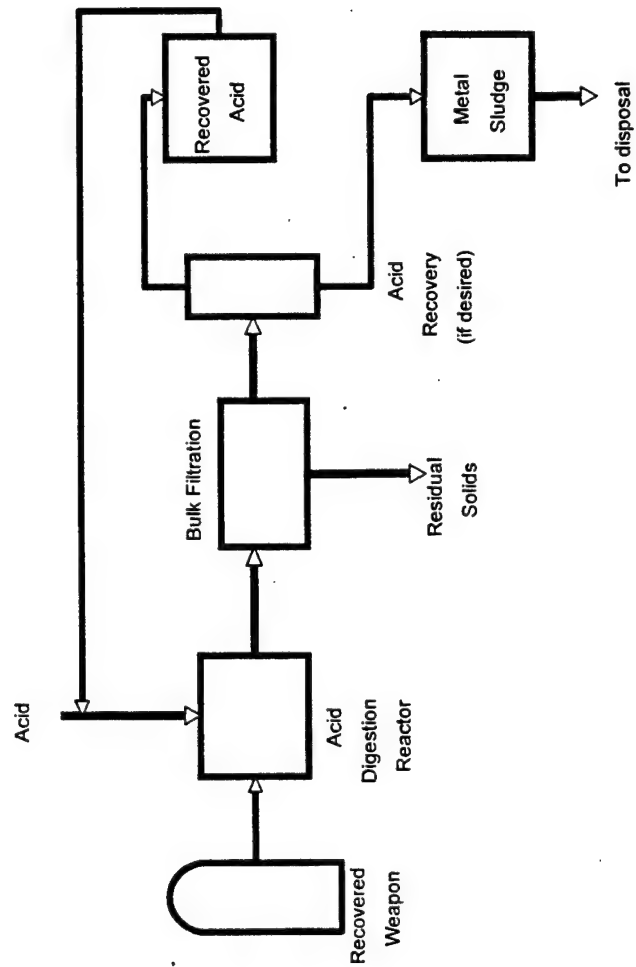 Acid
Recovered
Weapon
Acid
Digestion
Reactor
Bulk Filtration
Residual
Solids
Acid
Recovery
(if desired)
Recovered
Acid
Metal
Sludge
To disposal